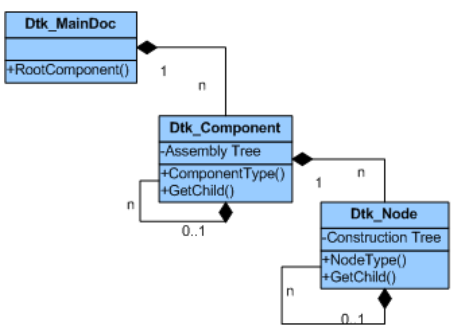 Dtk_MainDoc
+RootComponent()
1
n
Dtk_Component
-Assembly Tree
+ComponentType()
+GetChild()
n
0..1
1
n
Dtk_Node
-Construction Tree
+NodeType()
+GetChild()
n
0..1